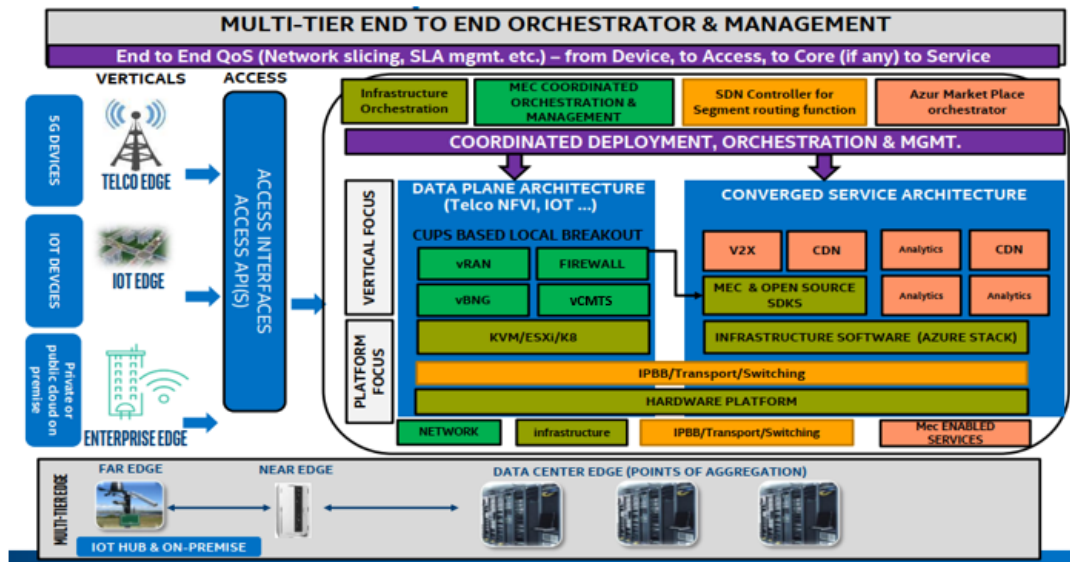 MULTI-TIER END TO END ORCHESTRATOR & MANAGEMENT
End to End QoS (Network slicing, SLA mgmt. etc.) – from Device, to Access, to Core (if any) to Service
VERTICALS
ACCESS
5G DEVICES
TELCO EDGE
IOT DEVCIES
IOT EDGE
Private or
public cloud on
premise
ENTERPRISE EDGE
ACCESS INTERFACES
ACCESS API(S)
Infrastructure
Orchestration
MEC COORDINATED
ORCHESTRATION &
MANAGEMENT
SDN Controller for
Segment routing function
Azur Market Place
orchestrator
COORDINATED DEPLOYMENT, ORCHESTRATION & MGMT.
VERTICAL FOCUS
PLATFORM
FOCUS
DATA PLANE ARCHITECTURE
(Telco NFVI, IOT ...)
CUPS BASED LOCAL BREAKOUT
vRAN
FIREWALL
vBNG
vCMTS
KVM/ESXi/K8
CONVERGED SERVICE ARCHITECTURE
V2X
CDN
Analytics
CDN
MEC & OPEN SOURCE
SDKS
Analytics
Analytics
INFRASTRUCTURE SOFTWARE (AZURE STACK)
IPBB/Transport/Switching
HARDWARE PLATFORM
NETWORK
infrastructure
IPBB/Transport/Switching
Mec ENABLED
SERVICES
MULTI-TIER EDGE
FAR EDGE
NEAR EDGE
DATA CENTER EDGE (POINTS OF AGGREGATION)
IOT HUB & ON-PREMISE